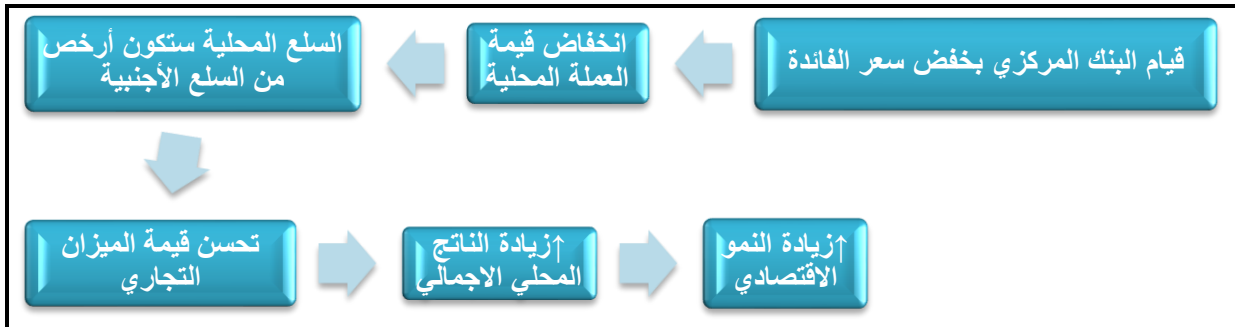 قيام البنك المركزي بخفض سعر الفائدة
انخفاض قيمة
العملة المحلية
السلع المحلية ستكون أرخص
من السلع الأجنبية
تحسن قيمة الميزان
التجاري
↑زيادة الناتج
المحلي الاجمالي
↑زيادة النمو
الاقتصادي